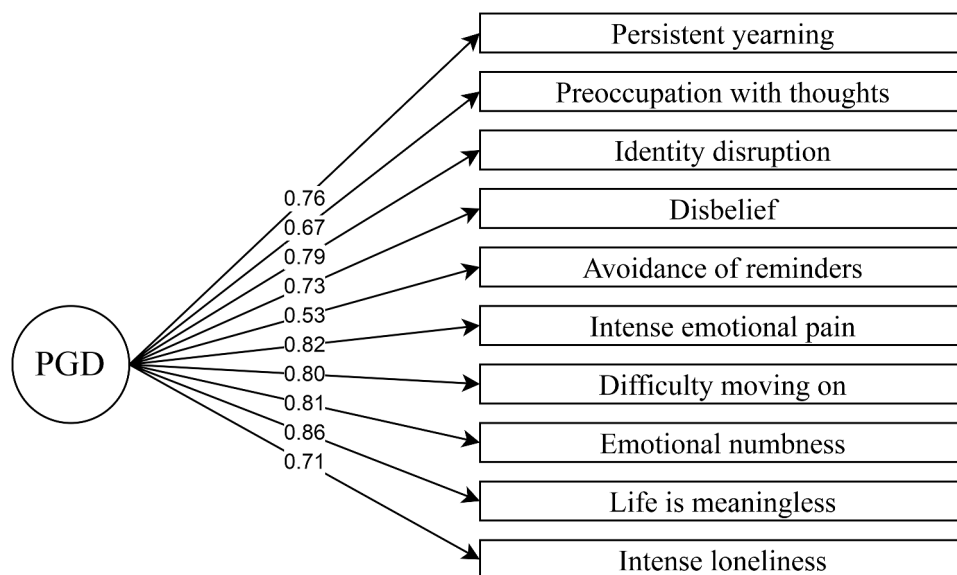 Persistent yearning
Preoccupation with thoughts
Identity disruption
0.76
Disbelief
0.67
0.79
Avoidance of reminders
0.73
0.53
Intense emotional pain
0.82
PGD
0.80
Difficulty moving on
0.81
Emotional numbness
0.86
0.71
Life is meaningless
Intense loneliness